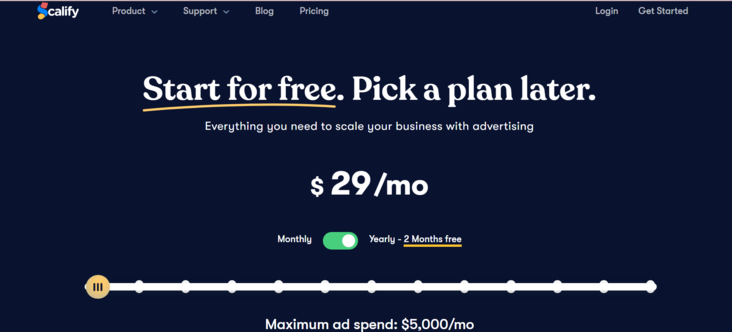 Scalify Product Support Blog Pricing Login Get Started
Start for free. Pick a plan later.
Everything you need to scale your business with advertising
$ 29/mo
Monthly Yearly - 2 Months free
Maximum ad spend: $5,000/mo